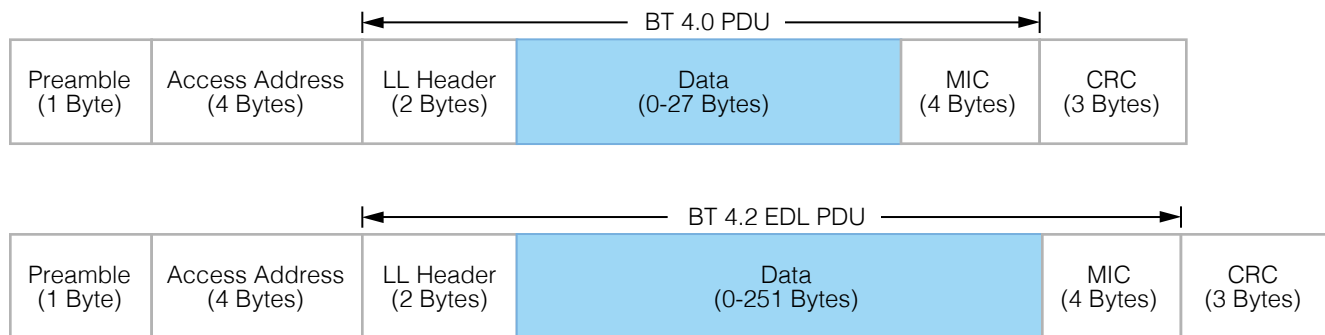 BT 4.0 PDU
Preamble
(1 Byte)
Access Address
(4 Bytes)
LL Header
(2 Bytes)
Data
(0-27 Bytes)
MIC
(4 Bytes)
CRC
(3 Bytes)
BT 4.2 EDL PDU
Preamble
(1 Byte)
Access Address
(4 Bytes)
LL Header
(2 Bytes)
Data
(0-251 Bytes)
MIC
(4 Bytes)
CRC
(3 Bytes)